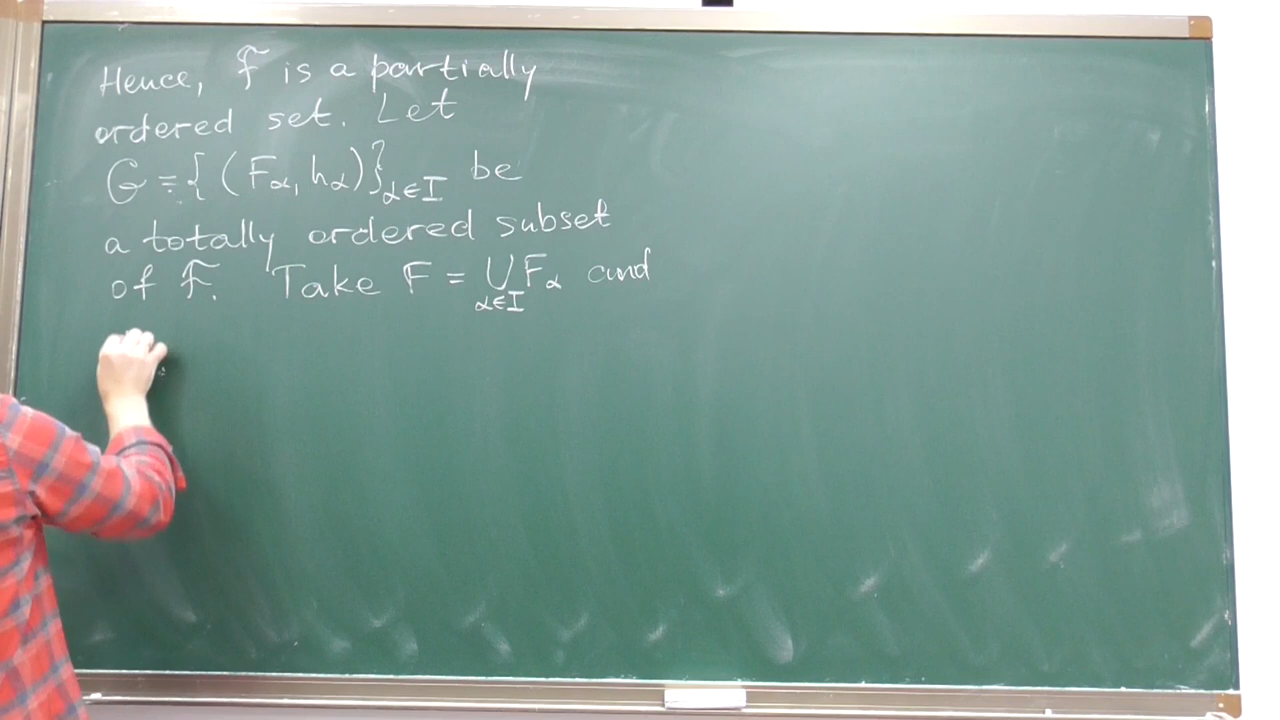 Hence, F̃ is a partially
ordered set. Let
G = {(Fα, hα)}α∈I be
a totally ordered subset
of F̃. Take F = ⋃α∈I Fα and